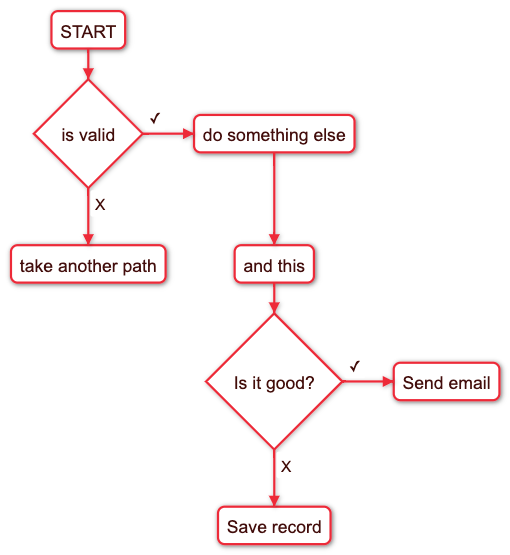 START
is valid
✓
do something else
X
take another path
and this
Is it good?
✓
Send email
X
Save record